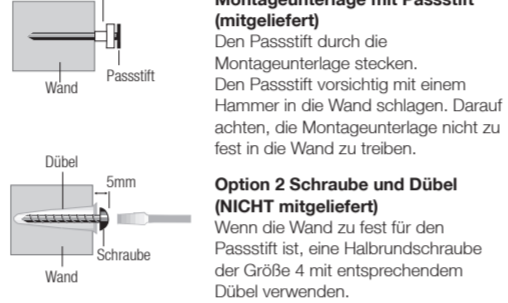 Montageunterlage mit Passstift
(mitgeliefert)
Den Passstift durch die
Montageunterlage stecken.
Den Passstift vorsichtig mit einem
Hammer in die Wand schlagen. Darauf
achten, die Montageunterlage nicht zu
fest in die Wand zu treiben.
Wand
Passstift
Dübel
5mm
Schraube
Wand
Option 2 Schraube und Dübel
(NICHT mitgeliefert)
Wenn die Wand zu fest für den
Passstift ist, eine Halbrundschraube
der Größe 4 mit entsprechendem
Dübel verwenden.